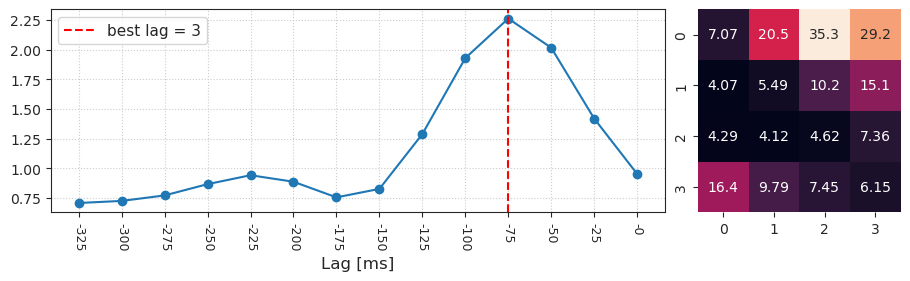 best lag = 3
2.25
2.00
1.75
1.50
1.25
1.00
0.75
-325 -300 -275 -250 -225 -200 -175 -150 -125 -100 -75 -50 -25 -0
Lag [ms]
0 7.07 20.5 35.3 29.2
1 4.07 5.49 10.2 15.1
2 4.29 4.12 4.62 7.36
3 16.4 9.79 7.45 6.15
0 1 2 3